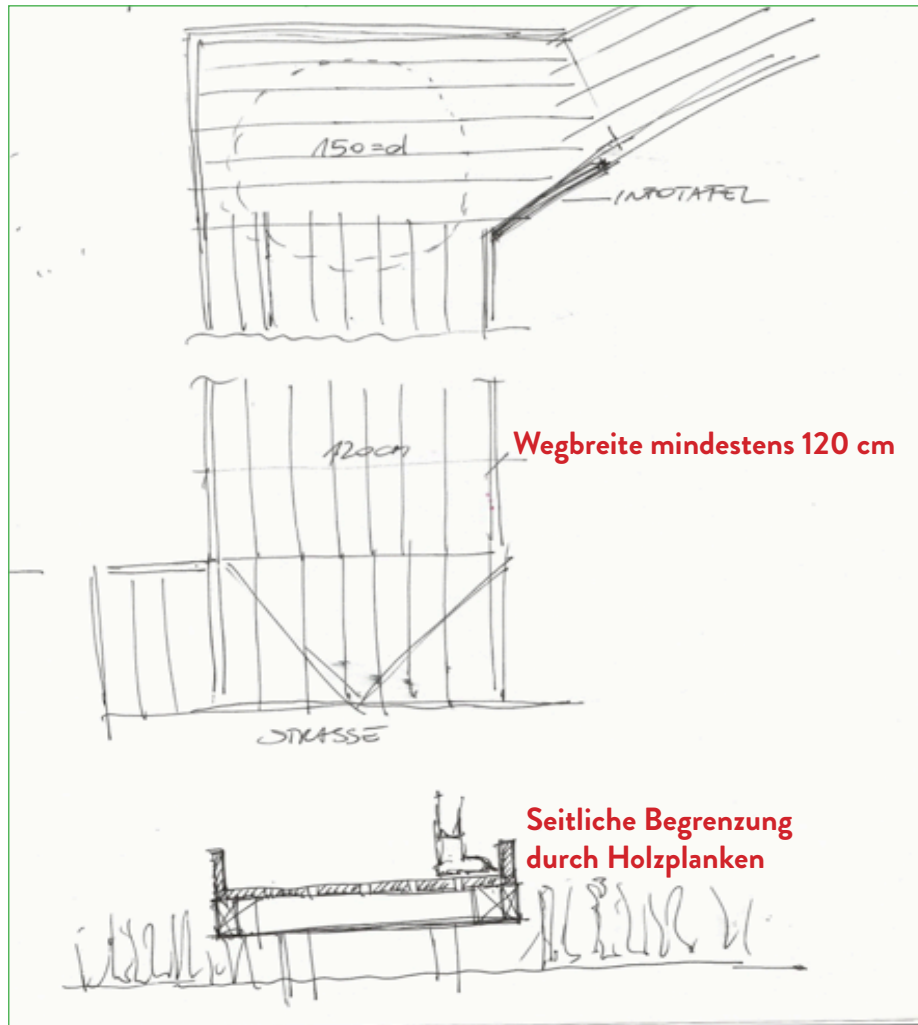 150=d
INFOTAFEL
120cm
Wegbreite mindestens 120 cm
STRASSE
Seitliche Begrenzung
durch Holzplanken